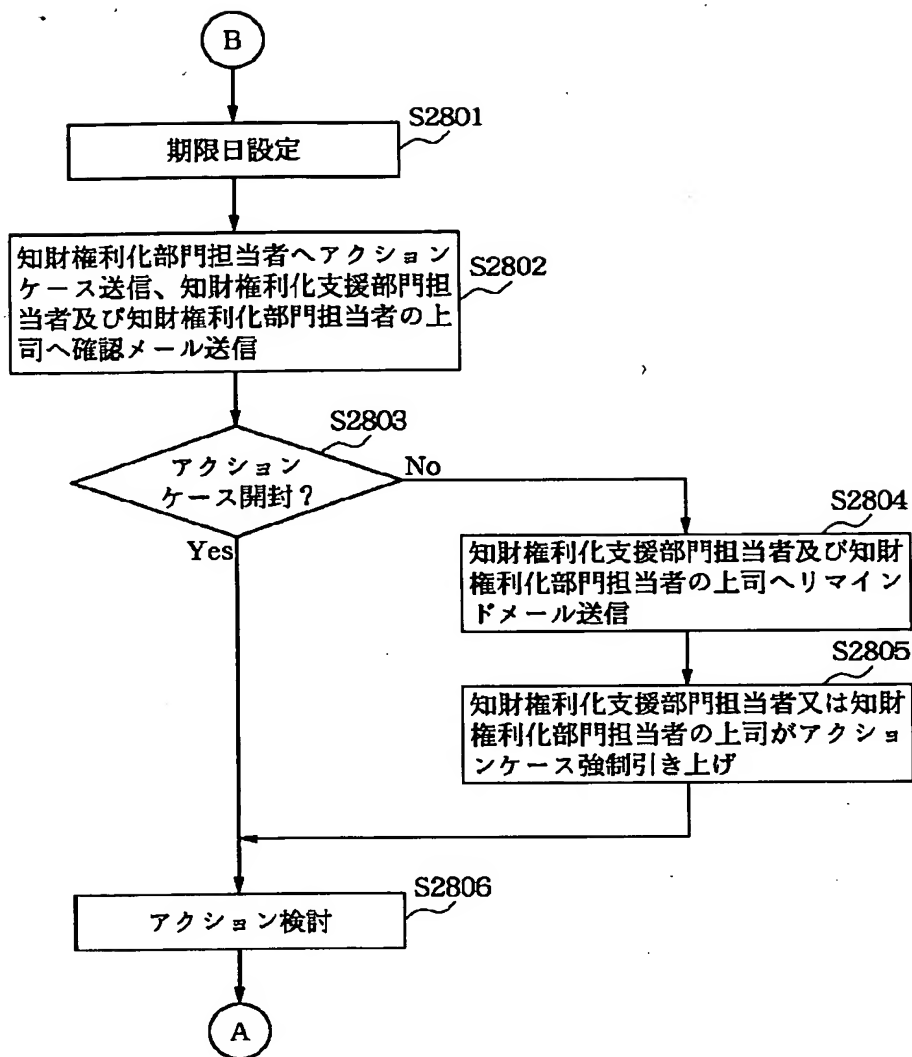 B
S2801
期限日設定
S2802
知財権利化部門担当者へアクション
ケース送信、知財権利化支援部門担
当者及び知財権利化部門担当者の上
司へ確認メール送信
S2803
アクション
ケース開封？
No
Yes
S2804
知財権利化支援部門担当者及び知財
権利化部門担当者の上司へリマイン
ドメール送信
S2805
知財権利化支援部門担当者又は知財
権利化部門担当者の上司がアクショ
ンケース強制引き上げ
S2806
アクション検討
A